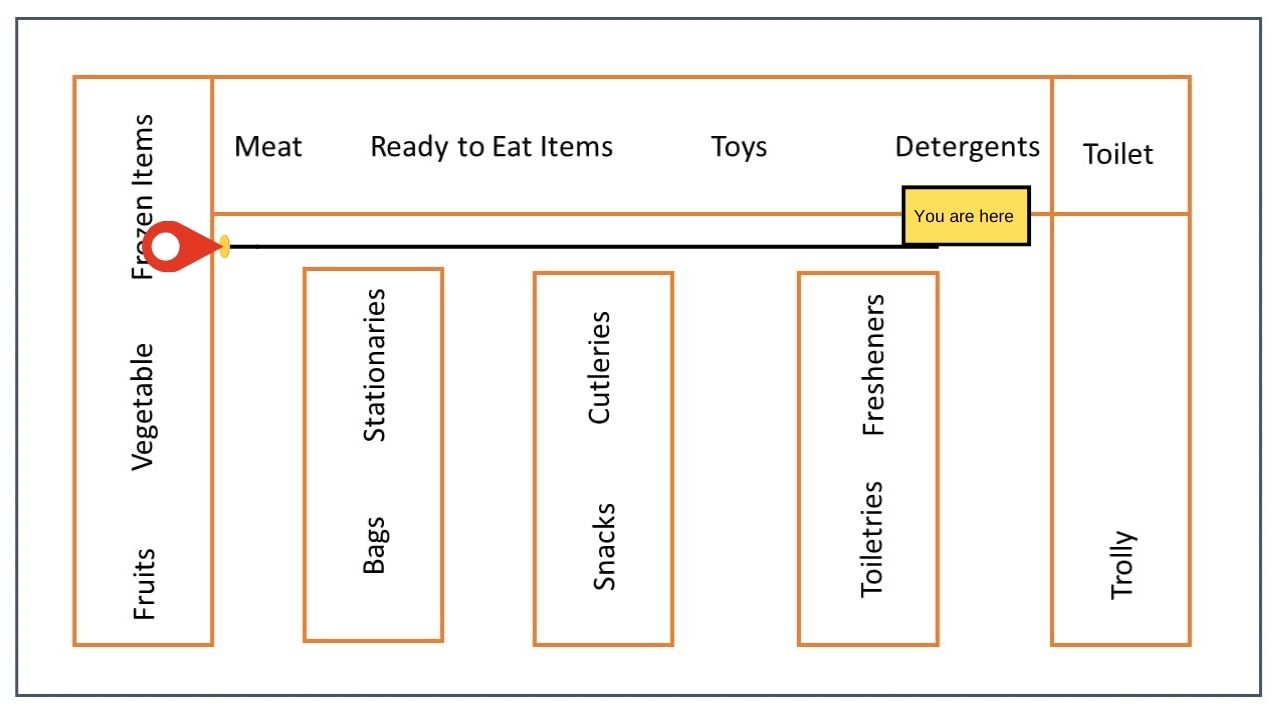 Meat
Ready to Eat Items
Toys
Detergents
Toilet
You are here
Frozen Items
Vegetable
Fruits
Stationaries
Bags
Cutleries
Snacks
Fresheners
Toiletries
Trolly